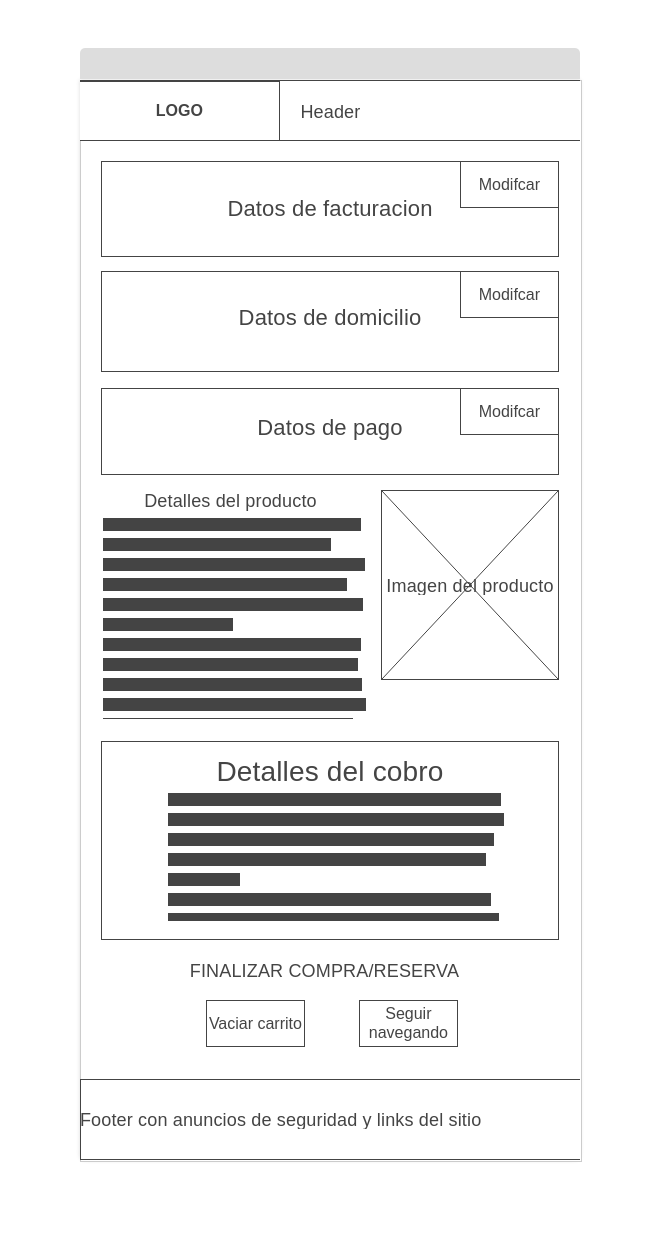 LOGO
Header
Datos de facturacion
Modifcar
Datos de domicilio
Modifcar
Datos de pago
Modifcar
Detalles del producto
Imagen del producto
Detalles del cobro
FINALIZAR COMPRA/RESERVA
Vaciar carrito
Seguir
navegando
Footer con anuncios de seguridad y links del sitio